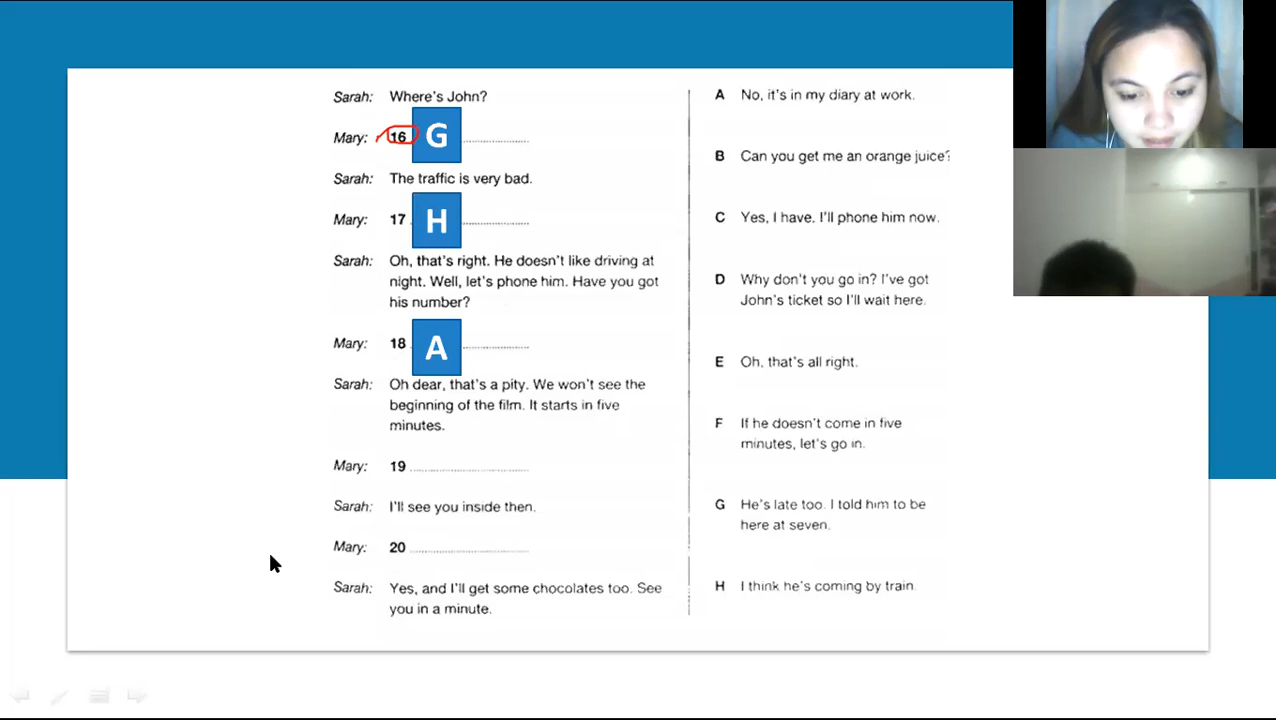 Sarah: Where's John?
Mary: 16 G
Sarah: The traffic is very bad.
Mary: 17 H
Sarah: Oh, that's right. He doesn't like driving at
night. Well, let's phone him. Have you got
his number?
Mary: 18 A
Sarah: Oh dear, that's a pity. We won't see the
beginning of the film. It starts in five
minutes.
Mary: 19
Sarah: I'll see you inside then.
Mary: 20
Sarah: Yes, and I'll get some chocolates too. See
you in a minute.
A No, it's in my diary at work.
B Can you get me an orange juice?
C Yes, I have. I'll phone him now.
D Why don't you go in? I've got
John's ticket so I'll wait here.
E Oh, that's all right.
F If he doesn't come in five
minutes, let's go in.
G He's late too. I told him to be
here at seven.
H I think he's coming by train.